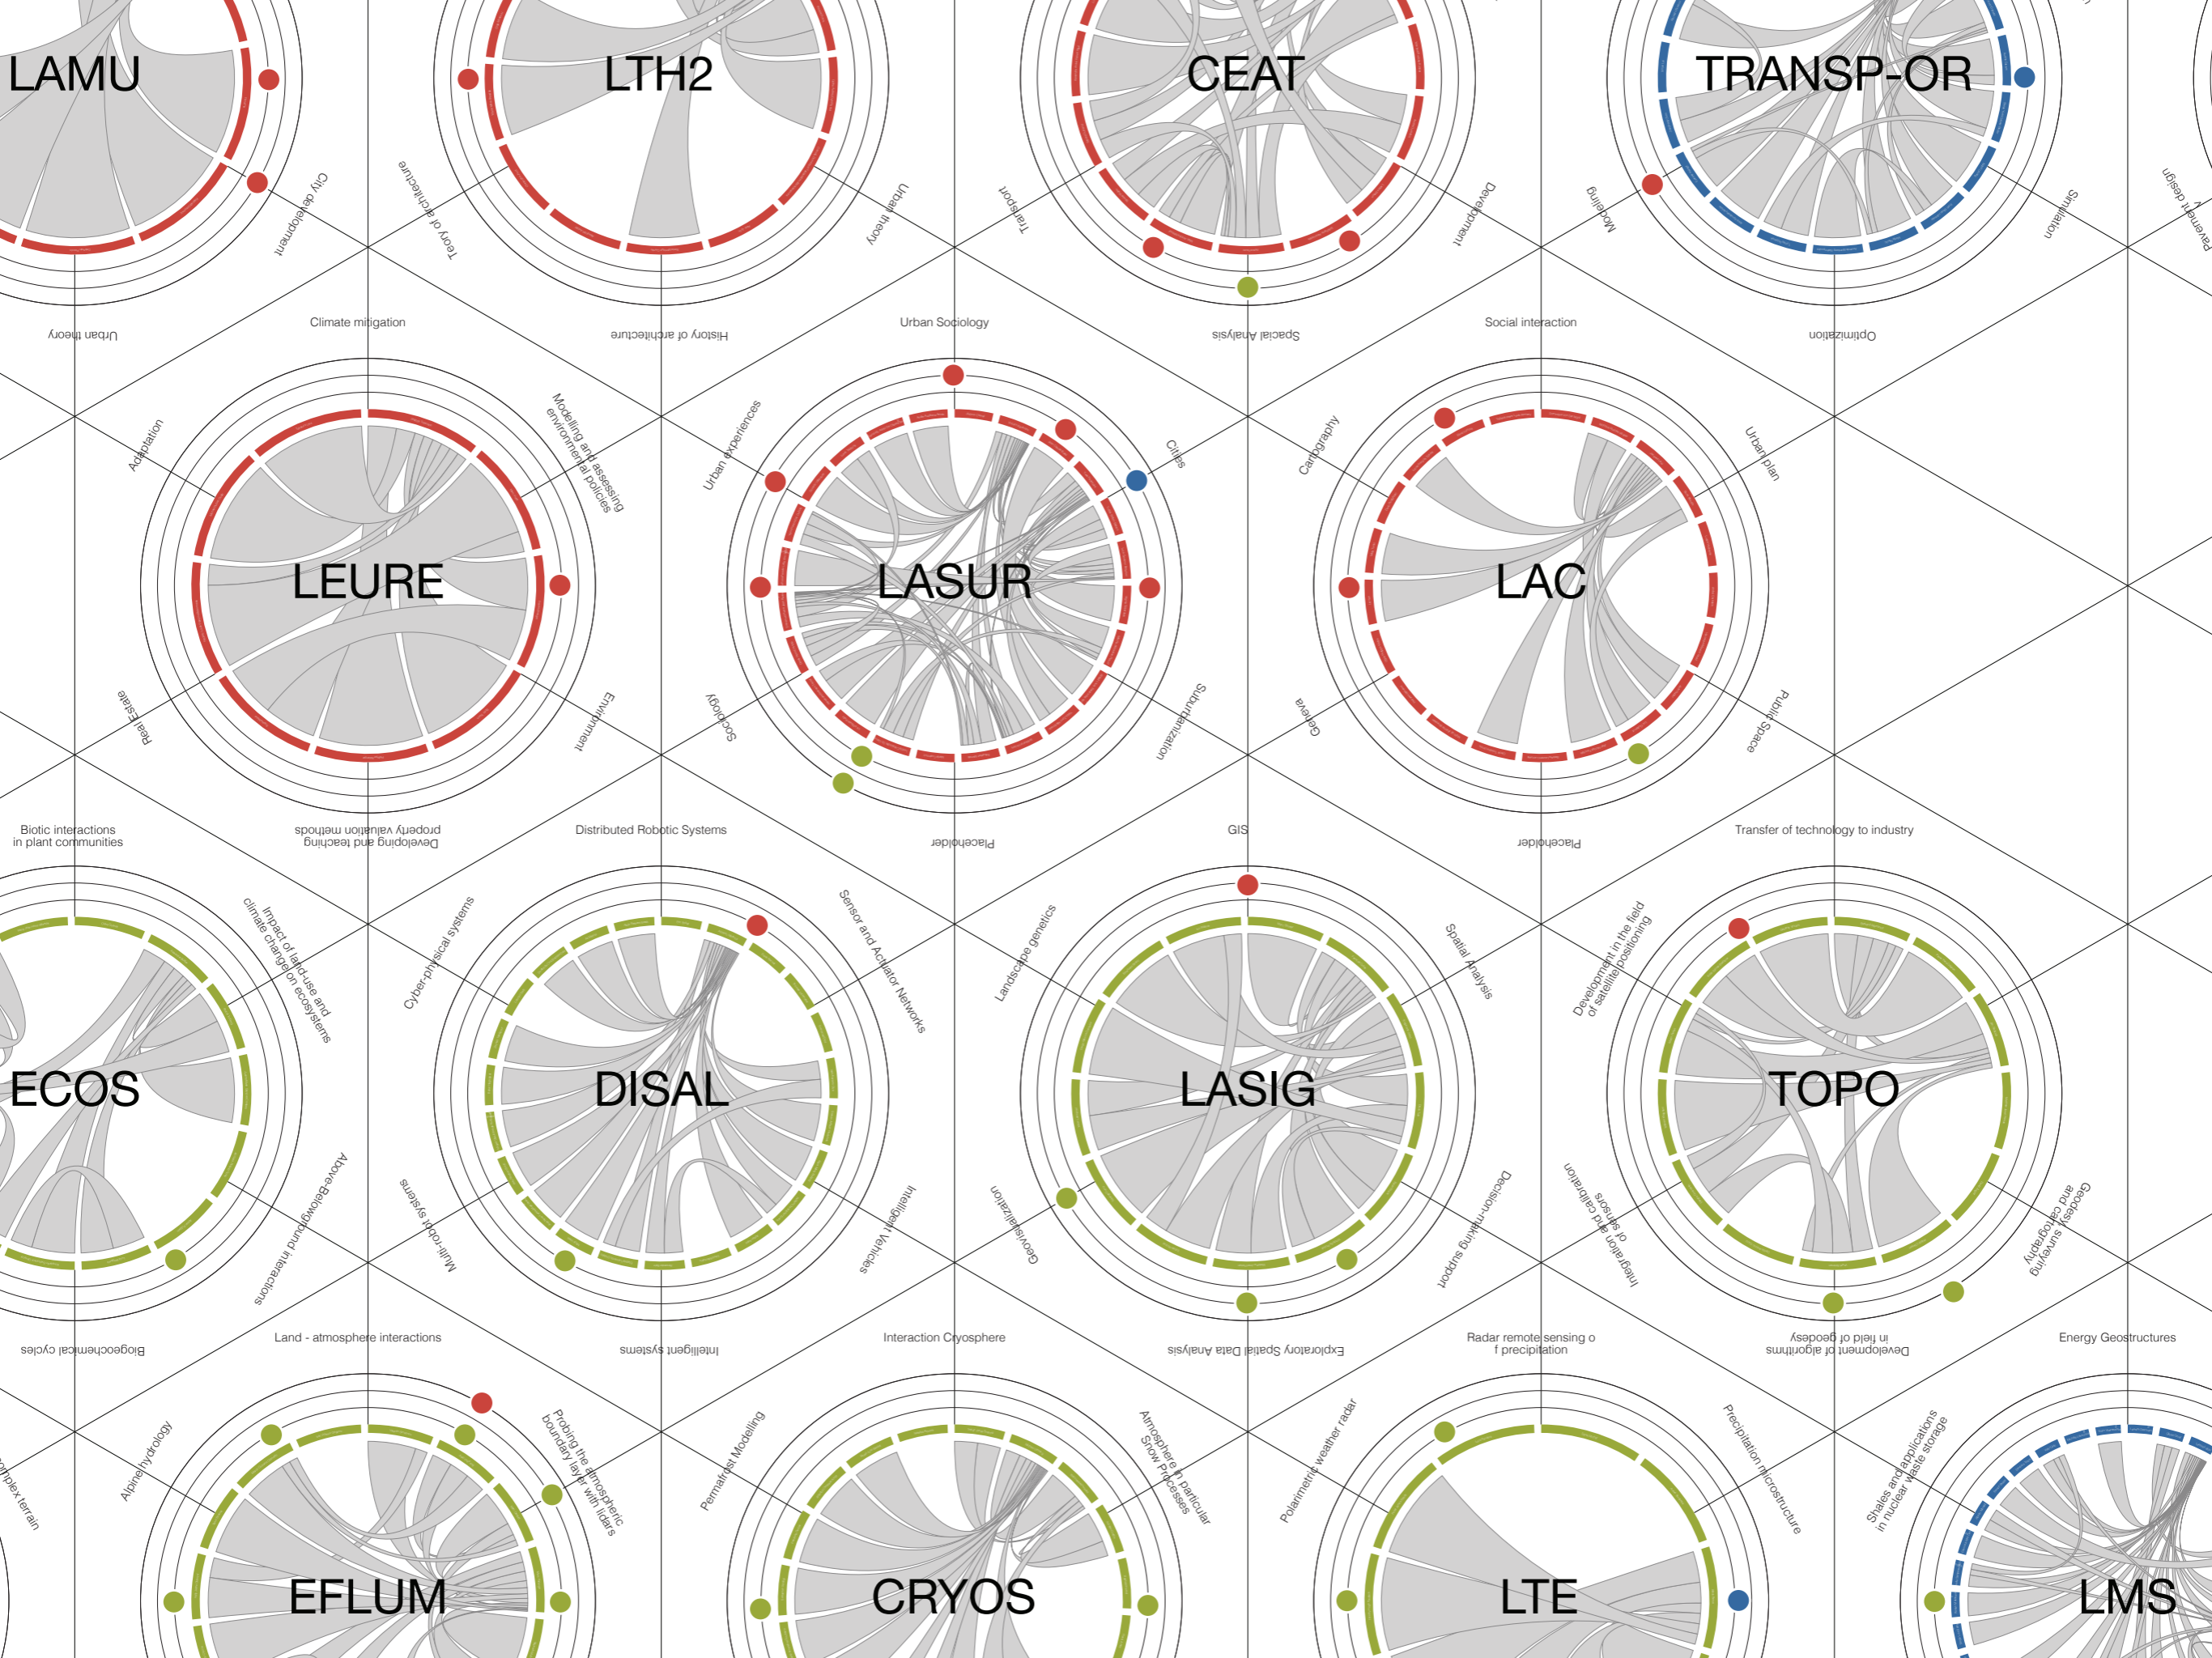 LAMU
LTH2
CEAT
TRANSP-OR
City development
Teory of architecture
Urban theory
Transport
Development
Modeling
Simulation
Pavement design
Urban theory
Climate mitigation
History of architecture
Urban Sociology
Spacial Analysis
Social interaction
Optimization
Adaptation
Modelling and assessing
environmental policies
Urban experiences
Cities
Cartography
Urban plan
LEURE
LASUR
LAC
Real Estate
Environment
Sociology
Suburbanization
Geneva
Public Space
Biotic interactions
in plant communities
Developing and teaching
property valuation methods
Distributed Robotic Systems
Placeholder
GIS
Placeholder
Transfer of technology to industry
Impact of land-use and
climate change on ecosystems
Cyber-physical systems
Sensor and Actuator Networks
Landscape genetics
Spatial Analysis
Development in the field
of satellite positioning
ECOS
DISAL
LASIG
TOPO
Above-Belowground interactions
Multi-robot systems
Intelligent Vehicles
Geovisualization
Decision-making support
Integration and calibration
of sensors
Geodesy, surveying
and cartography
Biogeochemical cycles
Land - atmosphere interactions
Intelligent systems
Interaction Cryosphere
Exploratory Spatial Data Analysis
Radar remote sensing o
f precipitation
Development of algorithms
in field of geodesy
Energy Geostructures
complex terrain
Alpine hydrology
Probing the atmospheric
boundary layer with lidars
Permafrost Modelling
Atmosphere in particular
Snow Processes
Polarimetric weather radar
Precipitation microstructure
Shales and applications
in nuclear waste storage
EFLUM
CRYOS
LTE
LMS